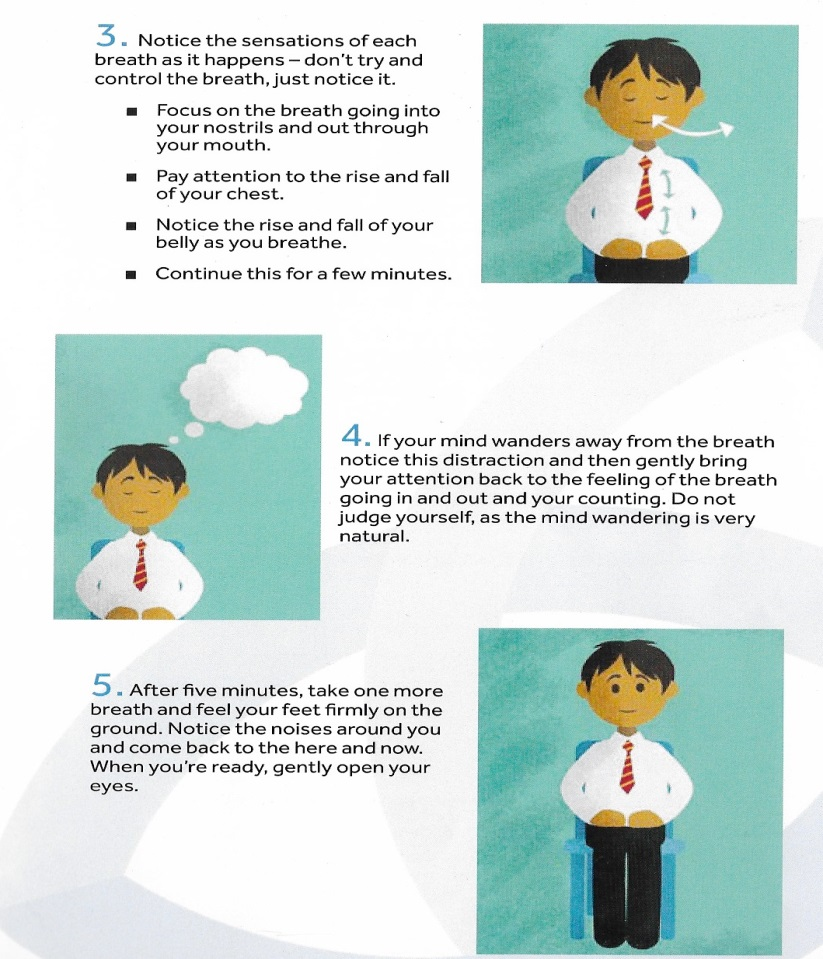 3. Notice the sensations of each
breath as it happens – don't try and
control the breath, just notice it.
■ Focus on the breath going into
your nostrils and out through
your mouth.
■ Pay attention to the rise and fall
of your chest.
■ Notice the rise and fall of your
belly as you breathe.
■ Continue this for a few minutes.
4. If your mind wanders away from the breath
notice this distraction and then gently bring
your attention back to the feeling of the breath
going in and out and your counting. Do not
judge yourself, as the mind wandering is very
natural.
5. After five minutes, take one more
breath and feel your feet firmly on the
ground. Notice the noises around you
and come back to the here and now.
When you're ready, gently open your
eyes.